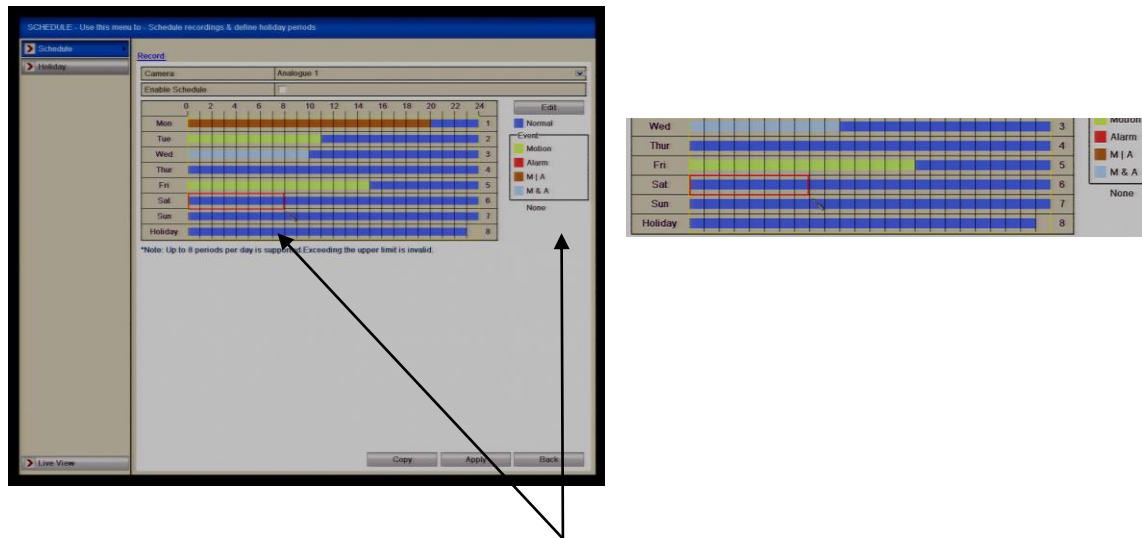 SCHEDULE - Use this menu to - Schedule recordings & define holiday periods
Schedule
Holiday
Record
Camera Analogue 1
Enable Schedule
0 2 4 6 8 10 12 14 16 18 20 22 24
Edit
Mon 1
Tue 2
Wed 3
Thur 4
Fri 5
Sat 6
Sun 7
Holiday 8
Normal
Event
Motion
Alarm
M | A
M & A
None
*Note: Up to 8 periods per day is supported.Exceeding the upper limit is invalid.
Copy Apply Back
Live View
Wed 3
Thur 4
Fri 5
Sat 6
Sun 7
Holiday 8
Motion
Alarm
M | A
M & A
None